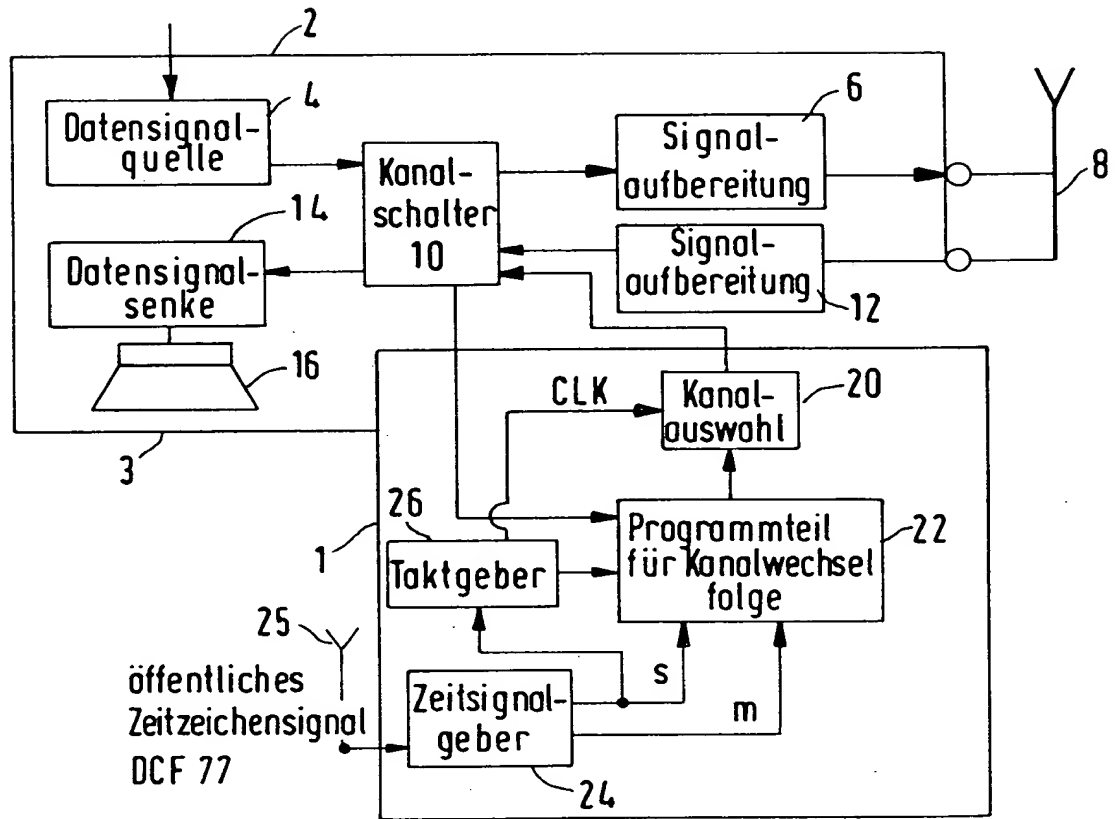 2
4
Datensignal-
quelle
Kanal-
schalter
10
6
Signal-
aufbereitung
8
14
Datensignal-
senke
Signal-
aufbereitung
12
16
3
CLK
Kanal-
auswahl
20
26
1
Taktgeber
Programmteil
für Kanalwechsel
folge
22
25
öffentliches
Zeitzeichensignal
DCF 77
Zeitsignal-
geber
s
m
24